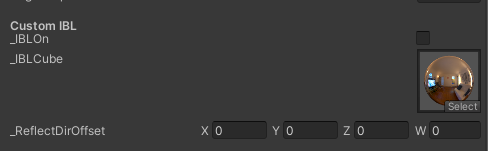 Custom IBL
_IBLOn
_IBLCube
Select
_ReflectDirOffset X 0 Y 0 Z 0 W 0